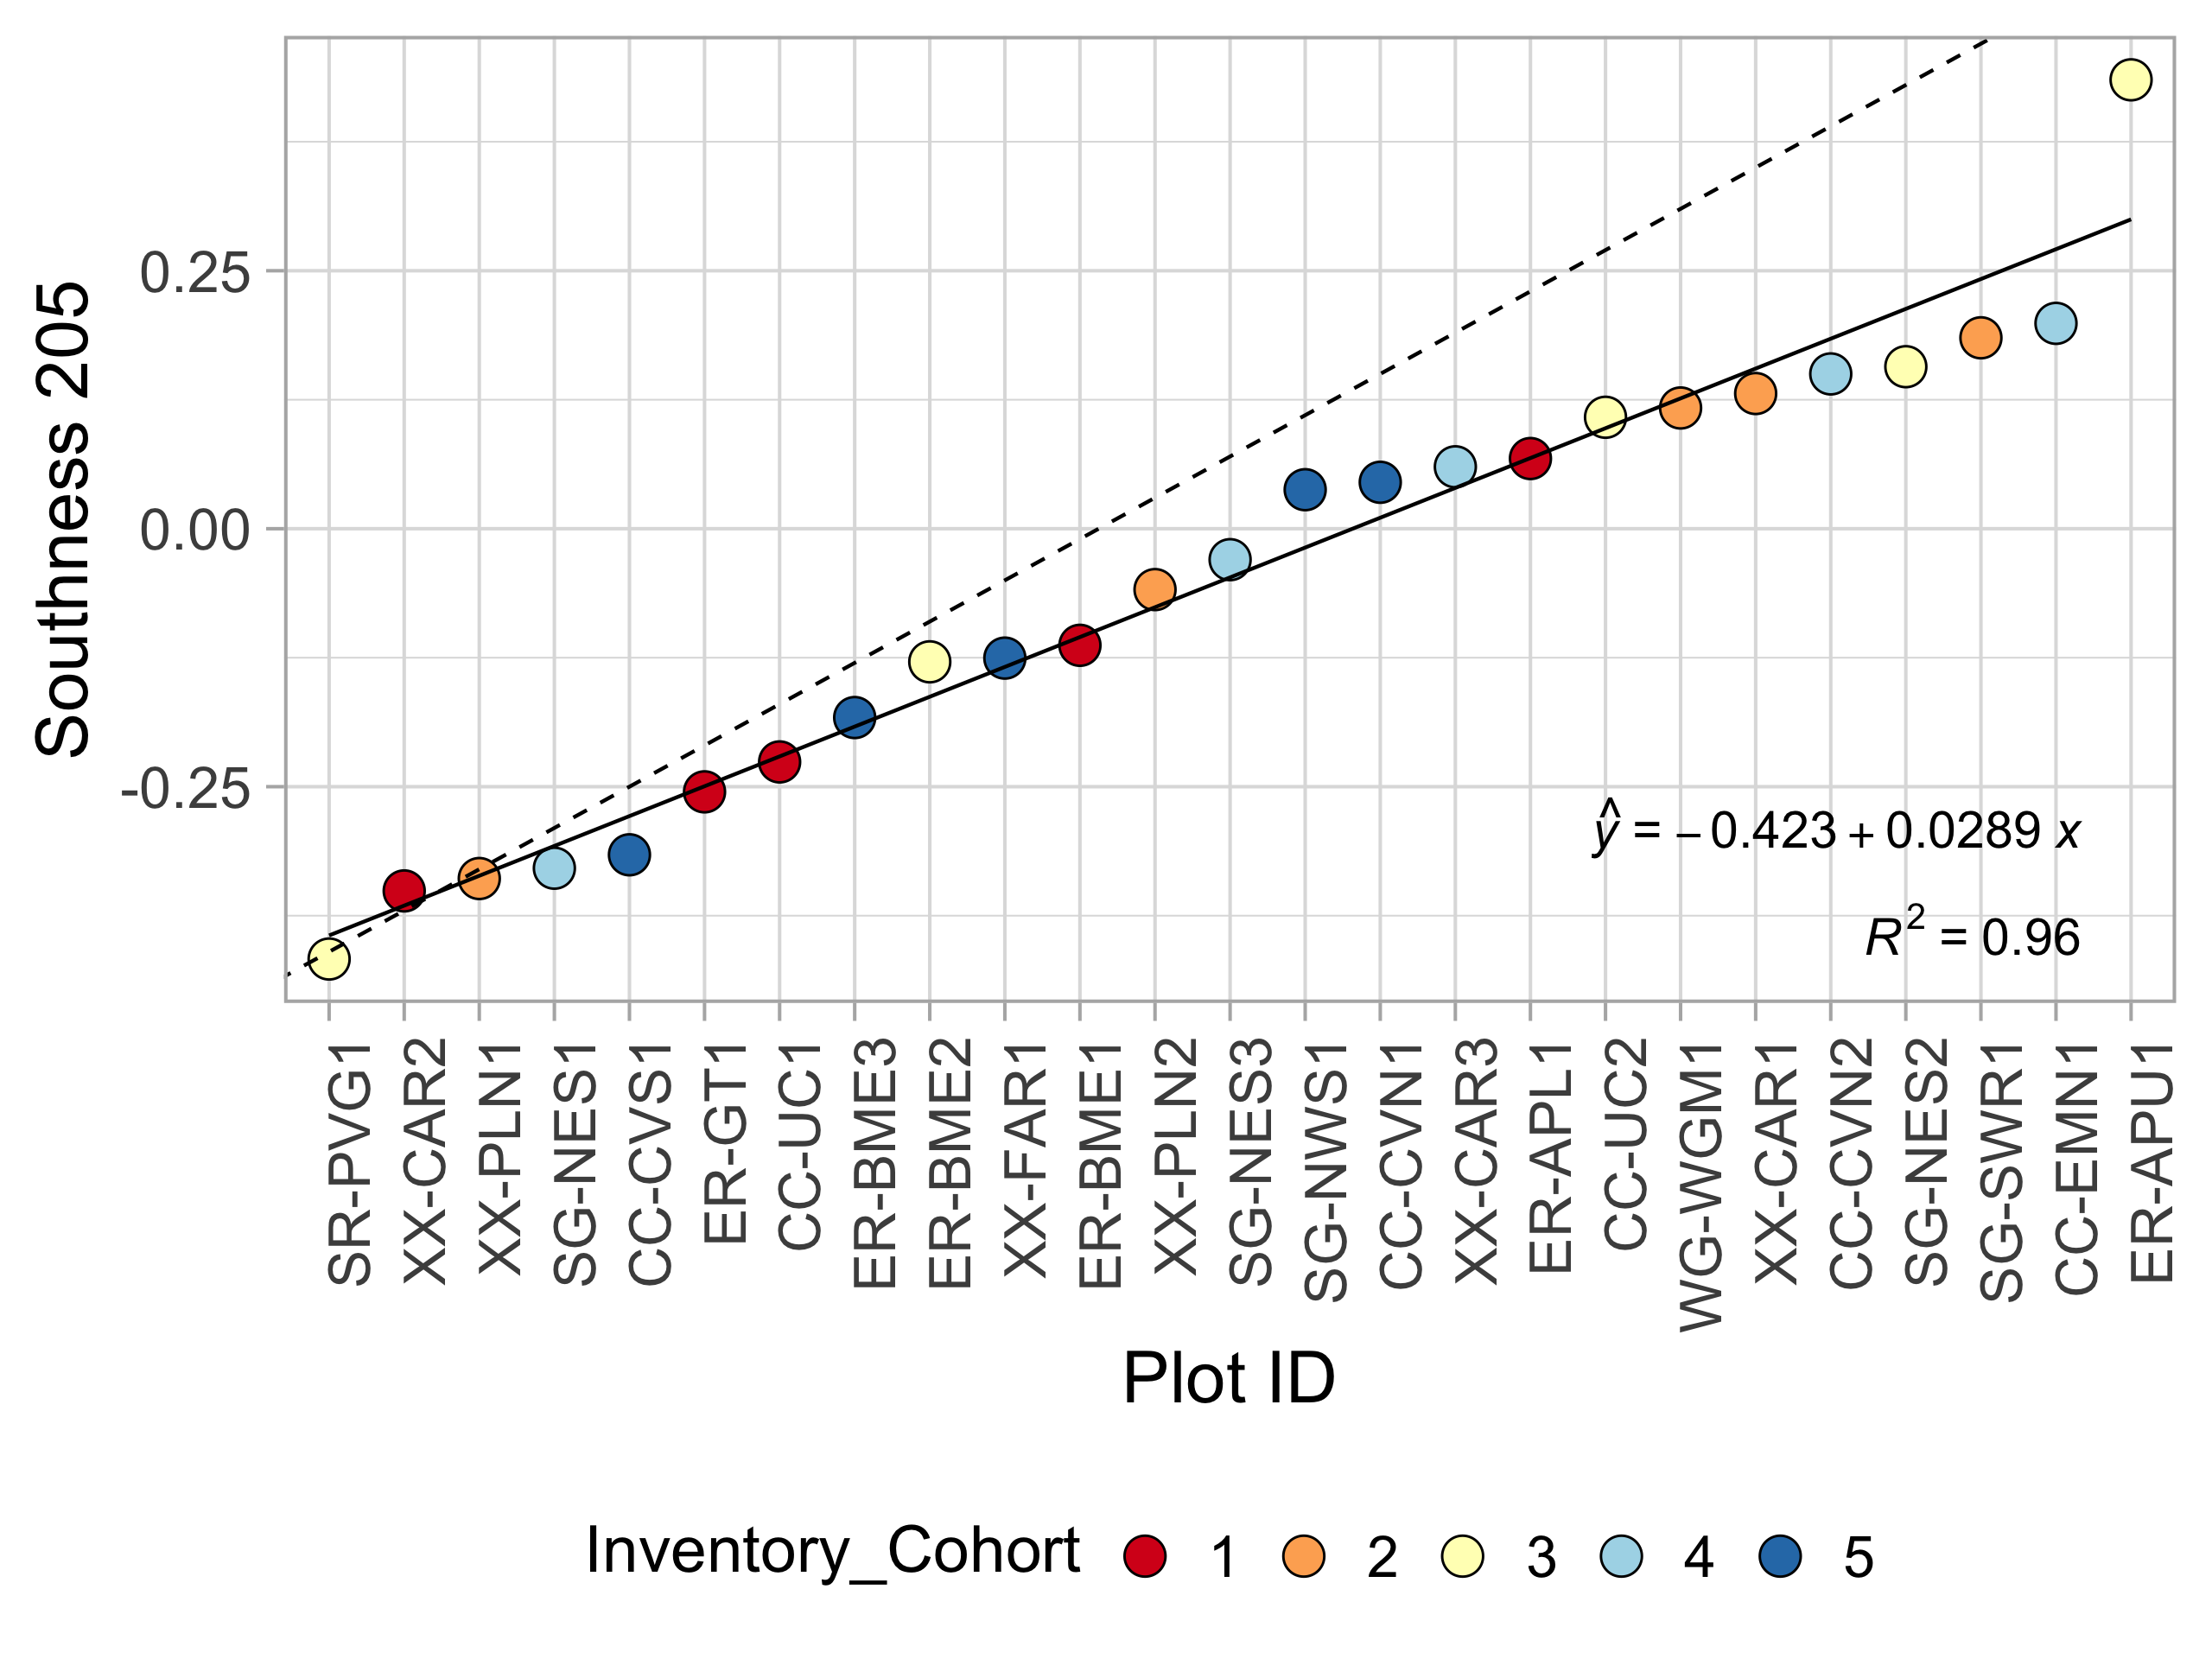 Southness 205
0.25
0.00
-0.25
ŷ = − 0.423 + 0.0289 x
R² = 0.96
SR-PVG1
XX-CAR2
XX-PLN1
SG-NES1
CC-CVS1
ER-GT1
CC-UC1
ER-BME3
ER-BME2
XX-FAR1
ER-BME1
XX-PLN2
SG-NES3
SG-NWS1
CC-CVN1
XX-CAR3
ER-APL1
CC-UC2
WG-WGM1
XX-CAR1
CC-CVN2
SG-NES2
SG-SWR1
CC-EMN1
ER-APU1
Plot ID
Inventory_Cohort 1 2 3 4 5